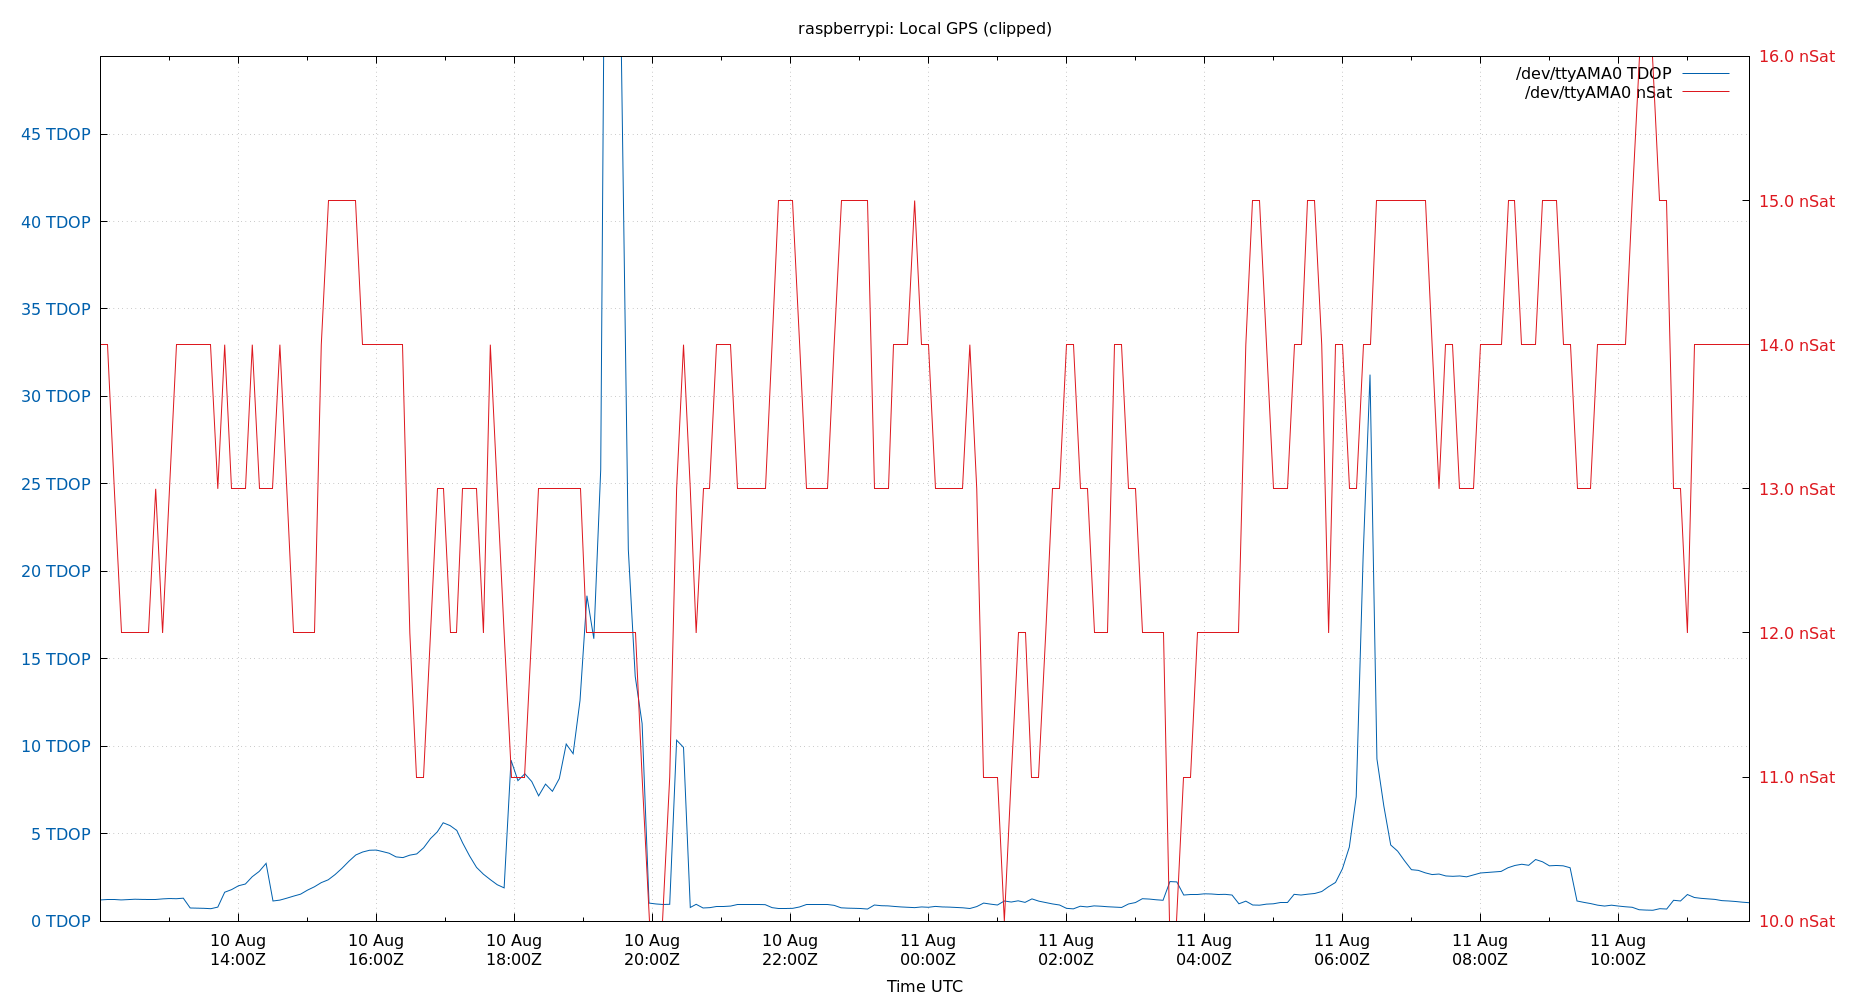 raspberrypi: Local GPS (clipped)
16.0 nSat
/dev/ttyAMA0 TDOP
/dev/ttyAMA0 nSat
45 TDOP
15.0 nSat
40 TDOP
35 TDOP
14.0 nSat
30 TDOP
25 TDOP
13.0 nSat
20 TDOP
12.0 nSat
15 TDOP
11.0 nSat
10 TDOP
5 TDOP
0 TDOP
10.0 nSat
10 Aug 10 Aug 10 Aug 10 Aug 10 Aug 11 Aug 11 Aug 11 Aug 11 Aug 11 Aug 11 Aug
14:00Z 16:00Z 18:00Z 20:00Z 22:00Z 00:00Z 02:00Z 04:00Z 06:00Z 08:00Z 10:00Z
Time UTC